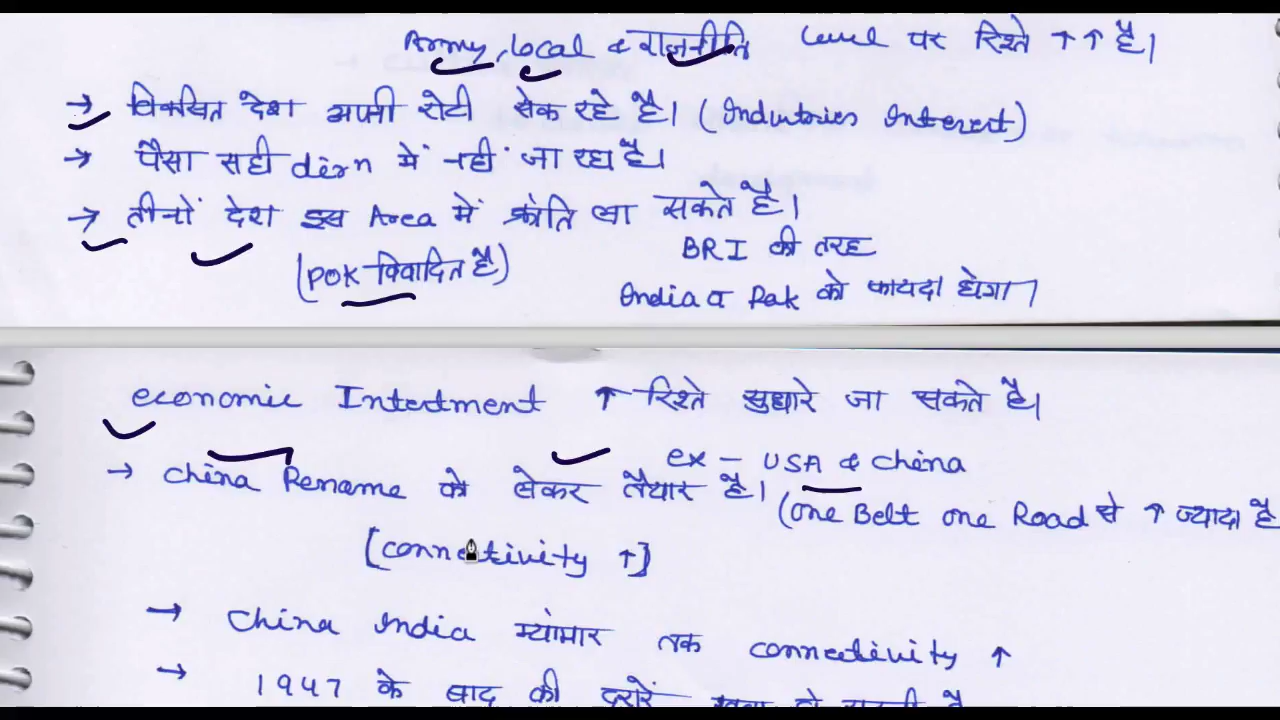 Army, local & राजनीति level पर रिश्ते ↑↑ है।
→ विकसित देश अपनी रोटी सेक रहे है। (Industries Interest)
→ पैसा सही dirn में नहीं जा रहा है।
→ तीनों देश इस Area में क्रांति ला सकते है।
(POK विवादित है)
BRI की तरह
India व Pak को फायदा होगा।
economic Interment ↑ रिश्ते सुधारे जा सकते है।
ex – USA & China
→ China Rename को लेकर तैयार है।
(one Belt one Road से ↑ ज्यादा है
[connectivity ↑]
→ China India म्यांमार तक connectivity ↑
→ 1947 के बाद की दरारें